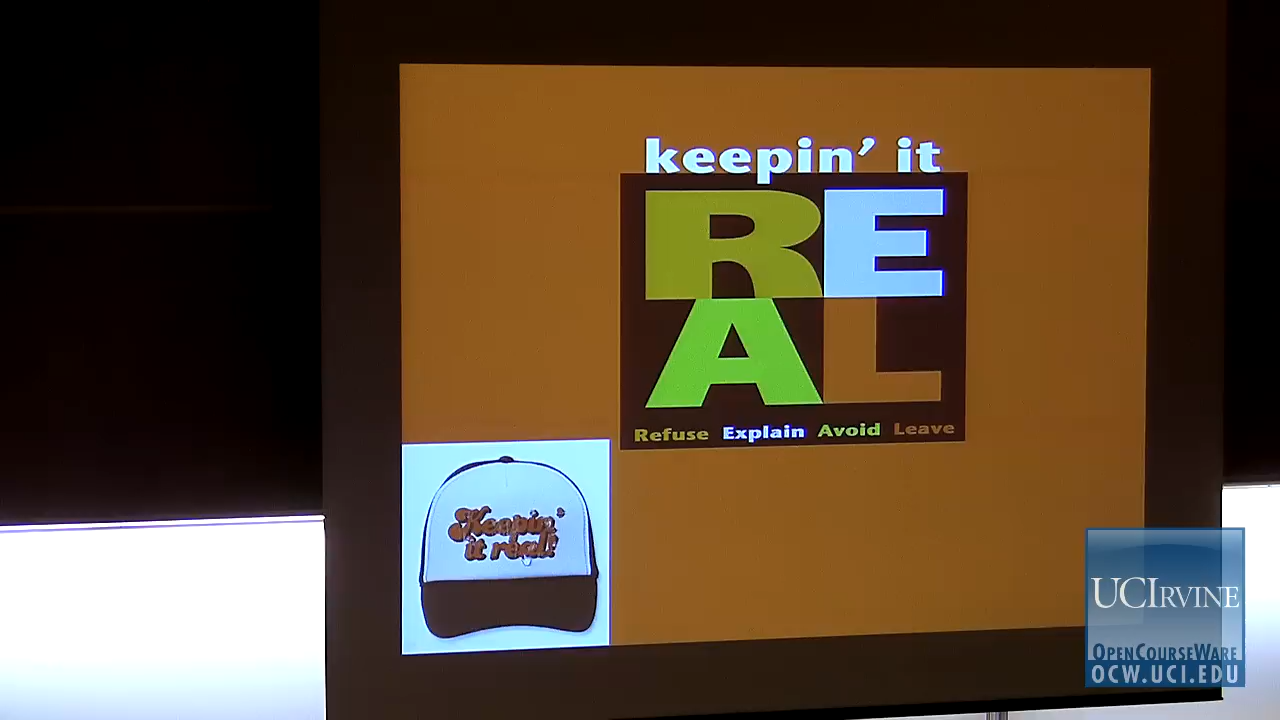 keepin’ it
RE
AL
Refuse Explain Avoid Leave
Keepin'
it real!
UCIRVINE
OPENCOURSEWARE
OCW.UCI.EDU